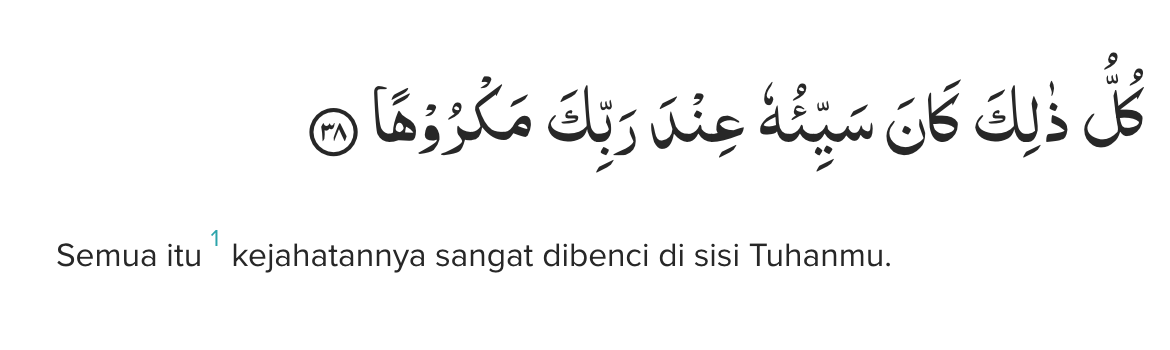 كُلُّ ذٰلِكَ كَانَ سَيِّئُهٗ عِنْدَ رَبِّكَ مَكْرُوْهًا ٣٨
Semua itu 1 kejahatannya sangat dibenci di sisi Tuhanmu.